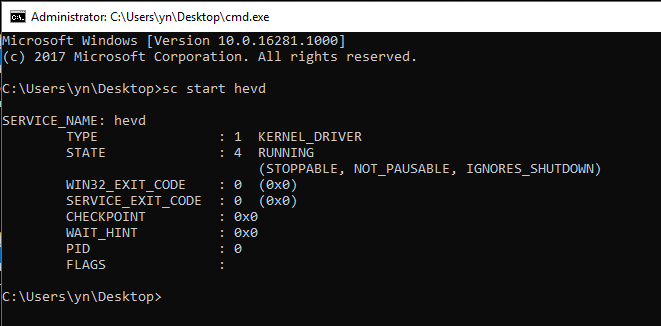 Administrator: C:\Users\yn\Desktop\cmd.exe
Microsoft Windows [Version 10.0.16281.1000]
(c) 2017 Microsoft Corporation. All rights reserved.
C:\Users\yn\Desktop>sc start hevd
SERVICE_NAME: hevd
        TYPE               : 1  KERNEL_DRIVER
        STATE              : 4  RUNNING
                                (STOPPABLE, NOT_PAUSABLE, IGNORES_SHUTDOWN)
        WIN32_EXIT_CODE    : 0  (0x0)
        SERVICE_EXIT_CODE  : 0  (0x0)
        CHECKPOINT         : 0x0
        WAIT_HINT          : 0x0
        PID                : 0
        FLAGS              :
C:\Users\yn\Desktop>